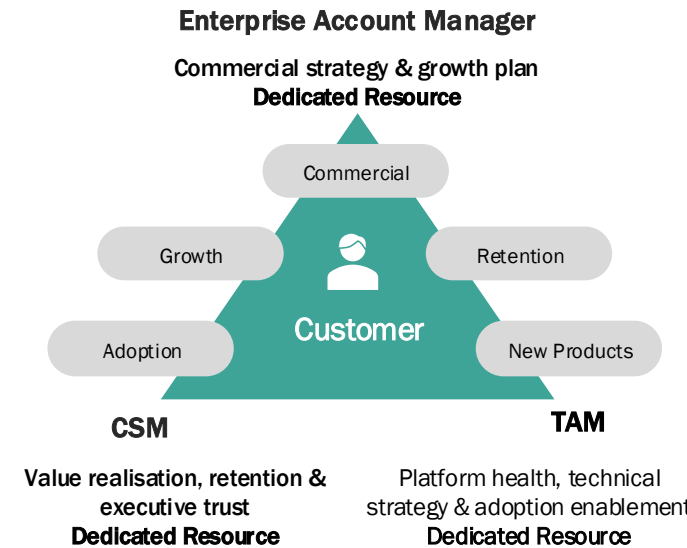 Enterprise Account Manager
Commercial strategy & growth plan
Dedicated Resource
Commercial
Growth
Retention
Customer
Adoption
New Products
CSM
TAM
Value realisation, retention &
executive trust
Dedicated Resource
Platform health, technical
strategy & adoption enablement
Dedicated Resource